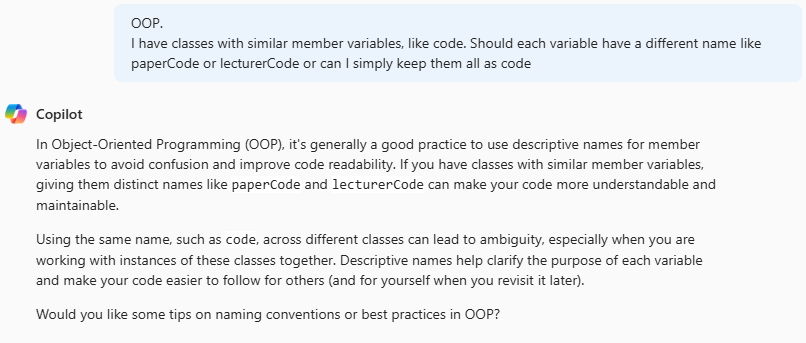 OOP.
I have classes with similar member variables, like code. Should each variable have a different name like
paperCode or lecturerCode or can I simply keep them all as code
Copilot
In Object-Oriented Programming (OOP), it's generally a good practice to use descriptive names for member
variables to avoid confusion and improve code readability. If you have classes with similar member variables,
giving them distinct names like paperCode and lecturerCode can make your code more understandable and
maintainable.
Using the same name, such as code, across different classes can lead to ambiguity, especially when you are
working with instances of these classes together. Descriptive names help clarify the purpose of each variable
and make your code easier to follow for others (and for yourself when you revisit it later).
Would you like some tips on naming conventions or best practices in OOP?